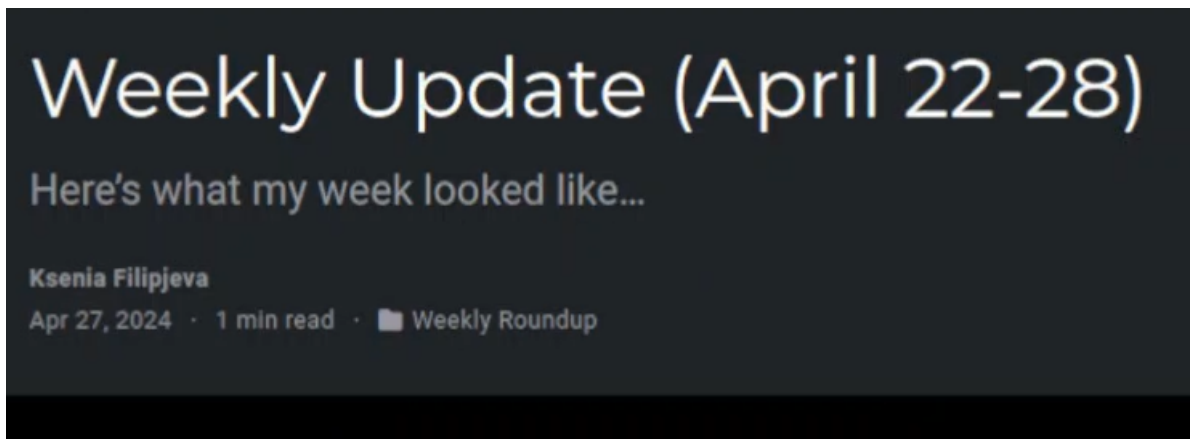 Weekly Update (April 22-28)
Here’s what my week looked like…
Ksenia Filipjeva
Apr 27, 2024 · 1 min read · Weekly Roundup